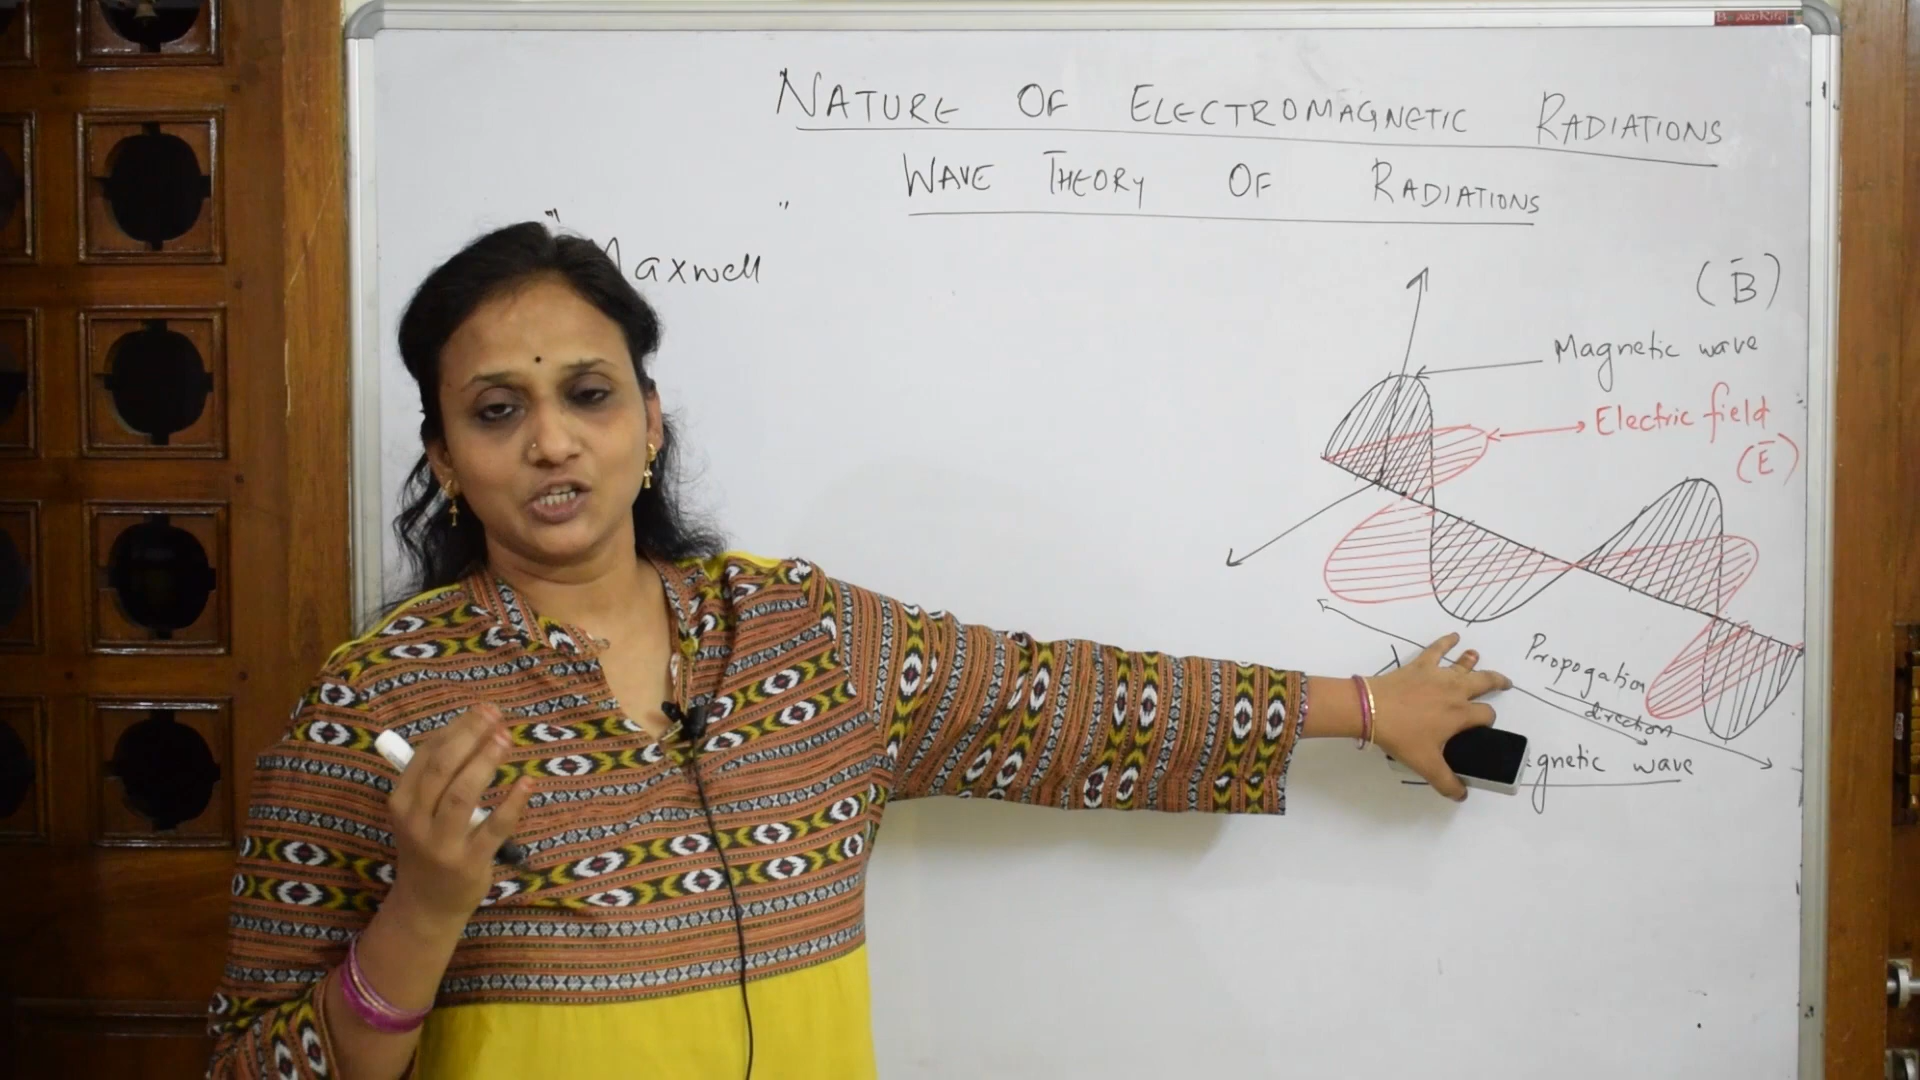 NATURE OF ELECTROMAGNETIC RADIATIONS
WAVE THEORY OF RADIATIONS
"Maxwell"
(B̄)
Magnetic wave
Electric field
(Ē)
Propogation
direction
gnetic wave